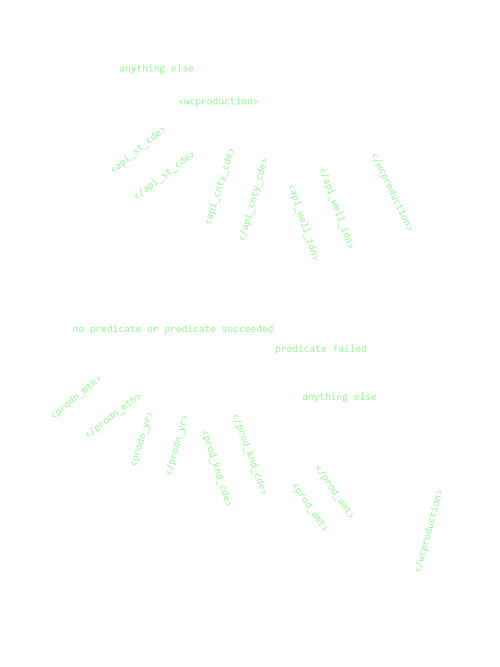 anything else
<wcproduction>
<api_st_cde>
</api_st_cde>
<api_cnty_cde>
</api_cnty_cde>
<api_well_idn>
</api_well_idn>
</wcproduction>
no predicate or predicate succeeded
predicate failed
anything else
<prodn_mth>
</prodn_mth>
<prodn_yr>
</prodn_yr>
<prod_knd_cde>
</prod_knd_cde>
<prod_amt>
</prod_amt>
</wcproduction>